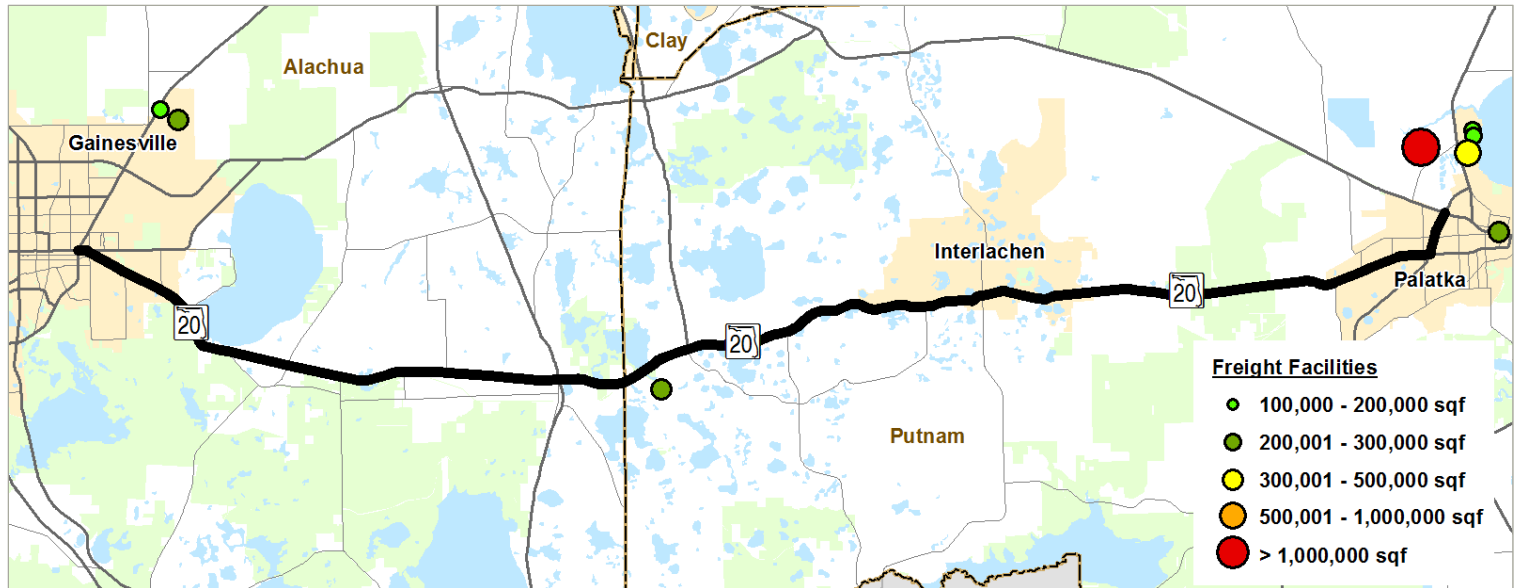 Clay
Alachua
Gainesville
Interlachen
20
Palatka
20
20
Putnam
Freight Facilities
100,000 - 200,000 sqf
200,001 - 300,000 sqf
300,001 - 500,000 sqf
500,001 - 1,000,000 sqf
> 1,000,000 sqf